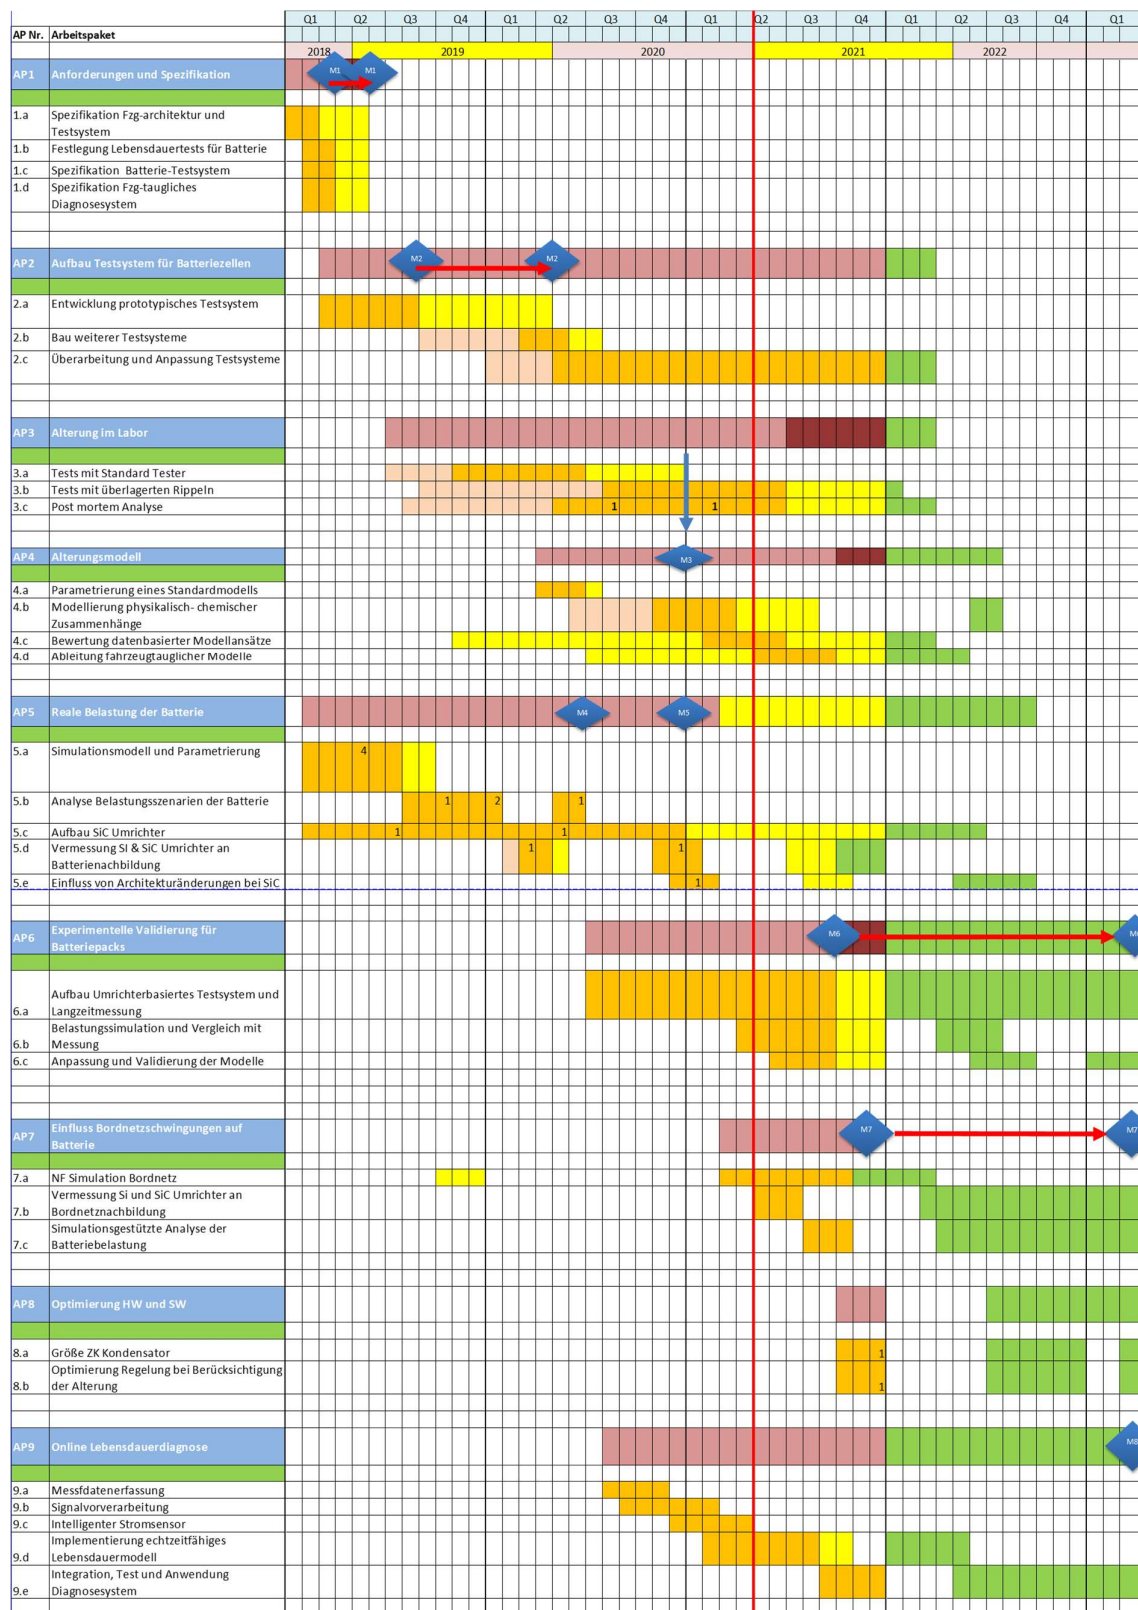 Q1 Q2 Q3 Q4 Q1 Q2 Q3 Q4 Q1 Q2 Q3 Q4 Q1 Q2 Q3 Q4 Q1
AP Nr. Arbeitspaket
2018 2019 2020 2021 2022
AP1 Anforderungen und Spezifikation M1 M1
1.a Spezifikation Fzg-architektur und
Testsystem
1.b Festlegung Lebensdauertests für Batterie
1.c Spezifikation Batterie-Testsystem
1.d Spezifikation Fzg-taugliches
Diagnosesystem
AP2 Aufbau Testsystem für Batteriezellen M2 M2
2.a Entwicklung prototypisches Testsystem
2.b Bau weiterer Testsysteme
2.c Überarbeitung und Anpassung Testsysteme
AP3 Alterung im Labor
3.a Tests mit Standard Tester
3.b Tests mit überlagerten Rippeln
3.c Post mortem Analyse 1 1
AP4 Alterungsmodell M3
4.a Parametrierung eines Standardmodells
4.b Modellierung physikalisch- chemischer
Zusammenhänge
4.c Bewertung datenbasierter Modellansätze
4.d Ableitung fahrzeugtauglicher Modelle
AP5 Reale Belastung der Batterie M4 M5
5.a Simulationsmodell und Parametrierung 4
5.b Analyse Belastungsszenarien der Batterie 1 2 1
5.c Aufbau SiC Umrichter 1 1
5.d Vermessung SI & SiC Umrichter an 1 1
Batterienachbildung
5.e Einfluss von Architekturänderungen bei SiC 1
AP6 Experimentelle Validierung für
Batteriepacks M6 M6
6.a Aufbau Umrichterbasiertes Testsystem und
Langzeitmessung
6.b Belastungssimulation und Vergleich mit
Messung
6.c Anpassung und Validierung der Modelle
AP7 Einfluss Bordnetzschwingungen auf
Batterie M7 M7
7.a NF Simulation Bordnetz
7.b Vermessung Si und SiC Umrichter an
Bordnetznachbildung
7.c Simulationsgestützte Analyse der
Batteriebelastung
AP8 Optimierung HW und SW
8.a Größe ZK Kondensator 1
8.b Optimierung Regelung bei Berücksichtigung
der Alterung 1
AP9 Online Lebensdauerdiagnose M8
9.a Messfdatenerfassung
9.b Signalvorverarbeitung
9.c Intelligenter Stromsensor
9.d Implementierung echtzeitfähiges
Lebensdauermodell
9.e Integration, Test und Anwendung
Diagnosesystem